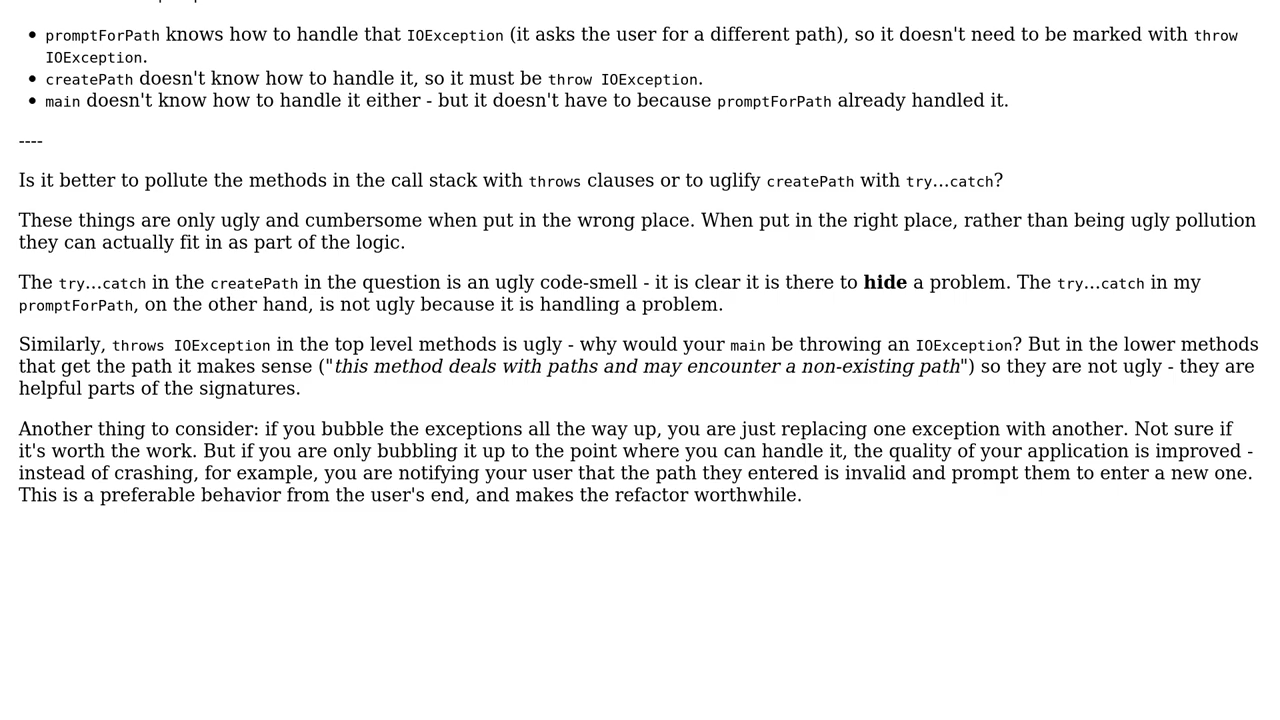 promptForPath knows how to handle that IOException (it asks the user for a different path), so it doesn't need to be marked with throw
IOException.
createPath doesn't know how to handle it, so it must be throw IOException.
main doesn't know how to handle it either - but it doesn't have to because promptForPath already handled it.
----
Is it better to pollute the methods in the call stack with throws clauses or to uglify createPath with try...catch?
These things are only ugly and cumbersome when put in the wrong place. When put in the right place, rather than being ugly pollution
they can actually fit in as part of the logic.
The try...catch in the createPath in the question is an ugly code-smell - it is clear it is there to hide a problem. The try...catch in my
promptForPath, on the other hand, is not ugly because it is handling a problem.
Similarly, throws IOException in the top level methods is ugly - why would your main be throwing an IOException? But in the lower methods
that get the path it makes sense ("this method deals with paths and may encounter a non-existing path") so they are not ugly - they are
helpful parts of the signatures.
Another thing to consider: if you bubble the exceptions all the way up, you are just replacing one exception with another. Not sure if
it's worth the work. But if you are only bubbling it up to the point where you can handle it, the quality of your application is improved -
instead of crashing, for example, you are notifying your user that the path they entered is invalid and prompt them to enter a new one.
This is a preferable behavior from the user's end, and makes the refactor worthwhile.